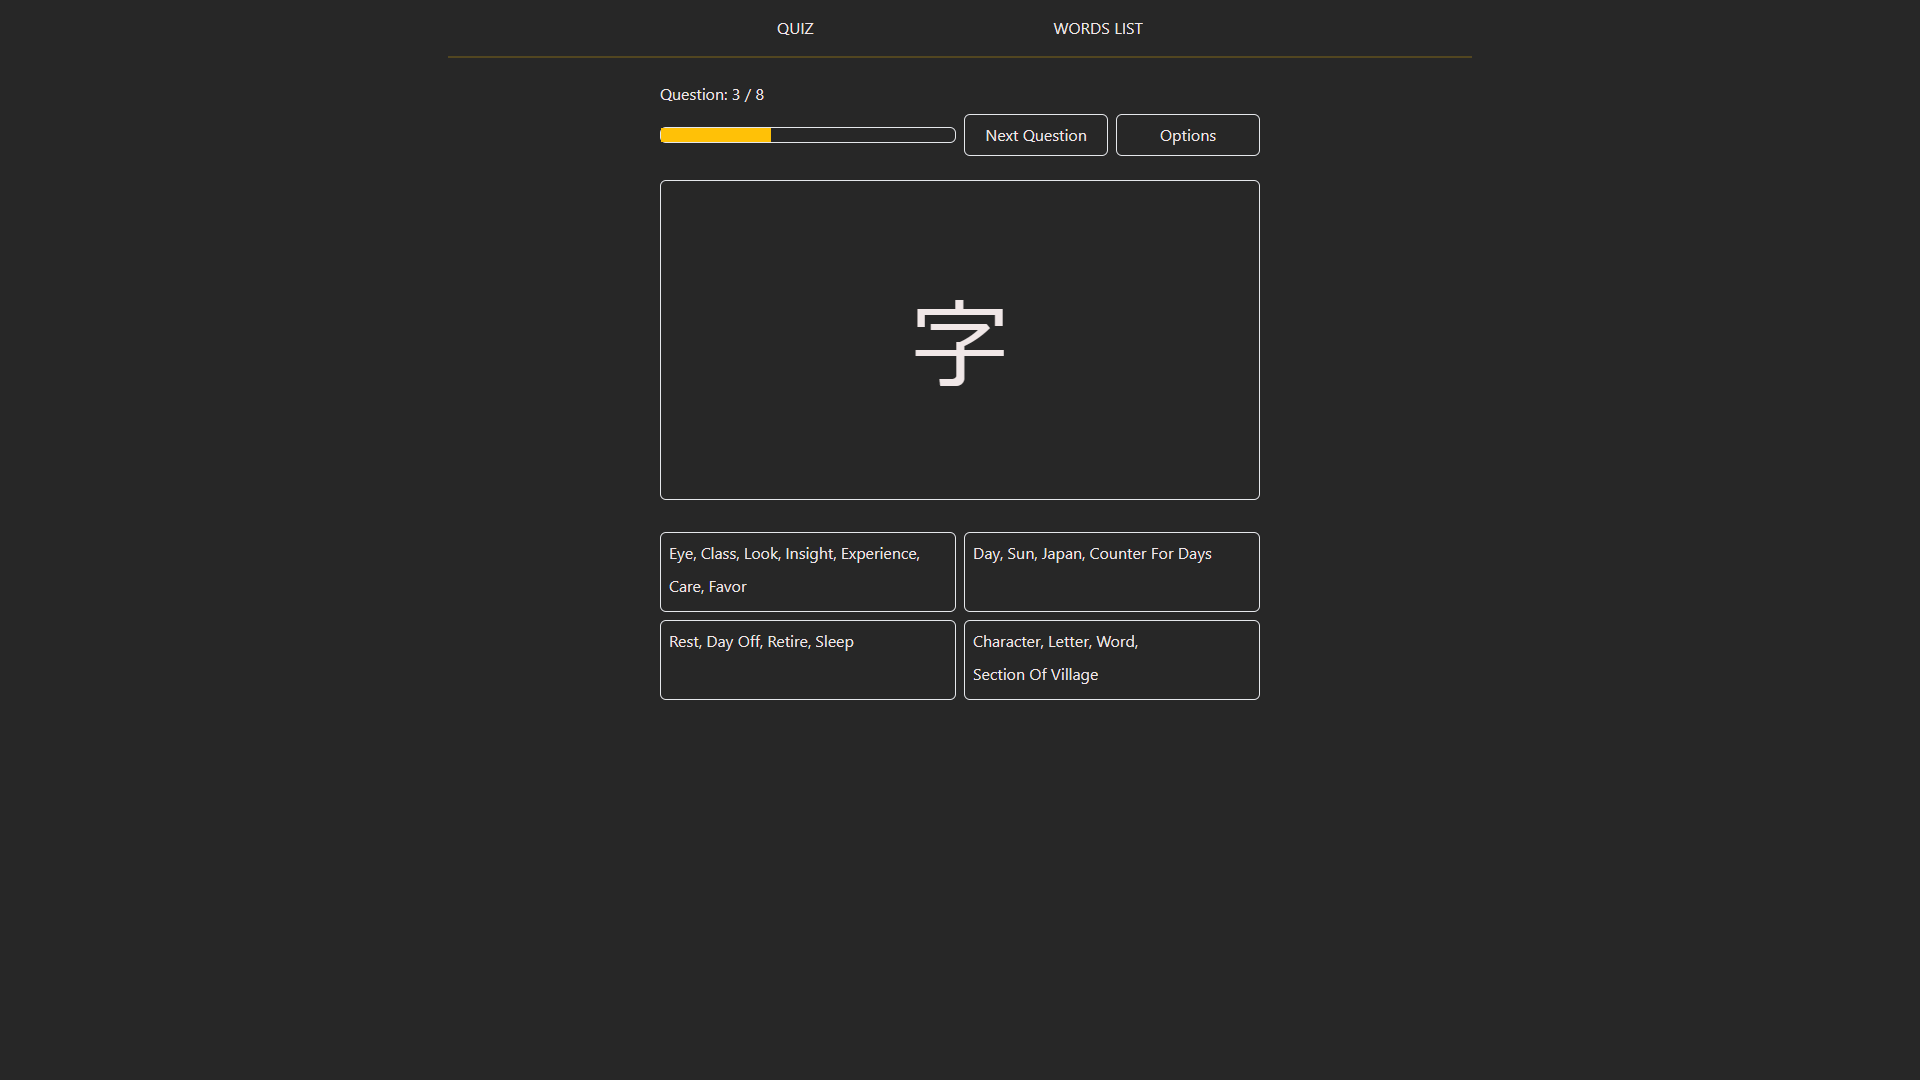 QUIZ
WORDS LIST
Question: 3 / 8
Next Question
Options
字
Eye, Class, Look, Insight, Experience,
Care, Favor
Day, Sun, Japan, Counter For Days
Rest, Day Off, Retire, Sleep
Character, Letter, Word,
Section Of Village